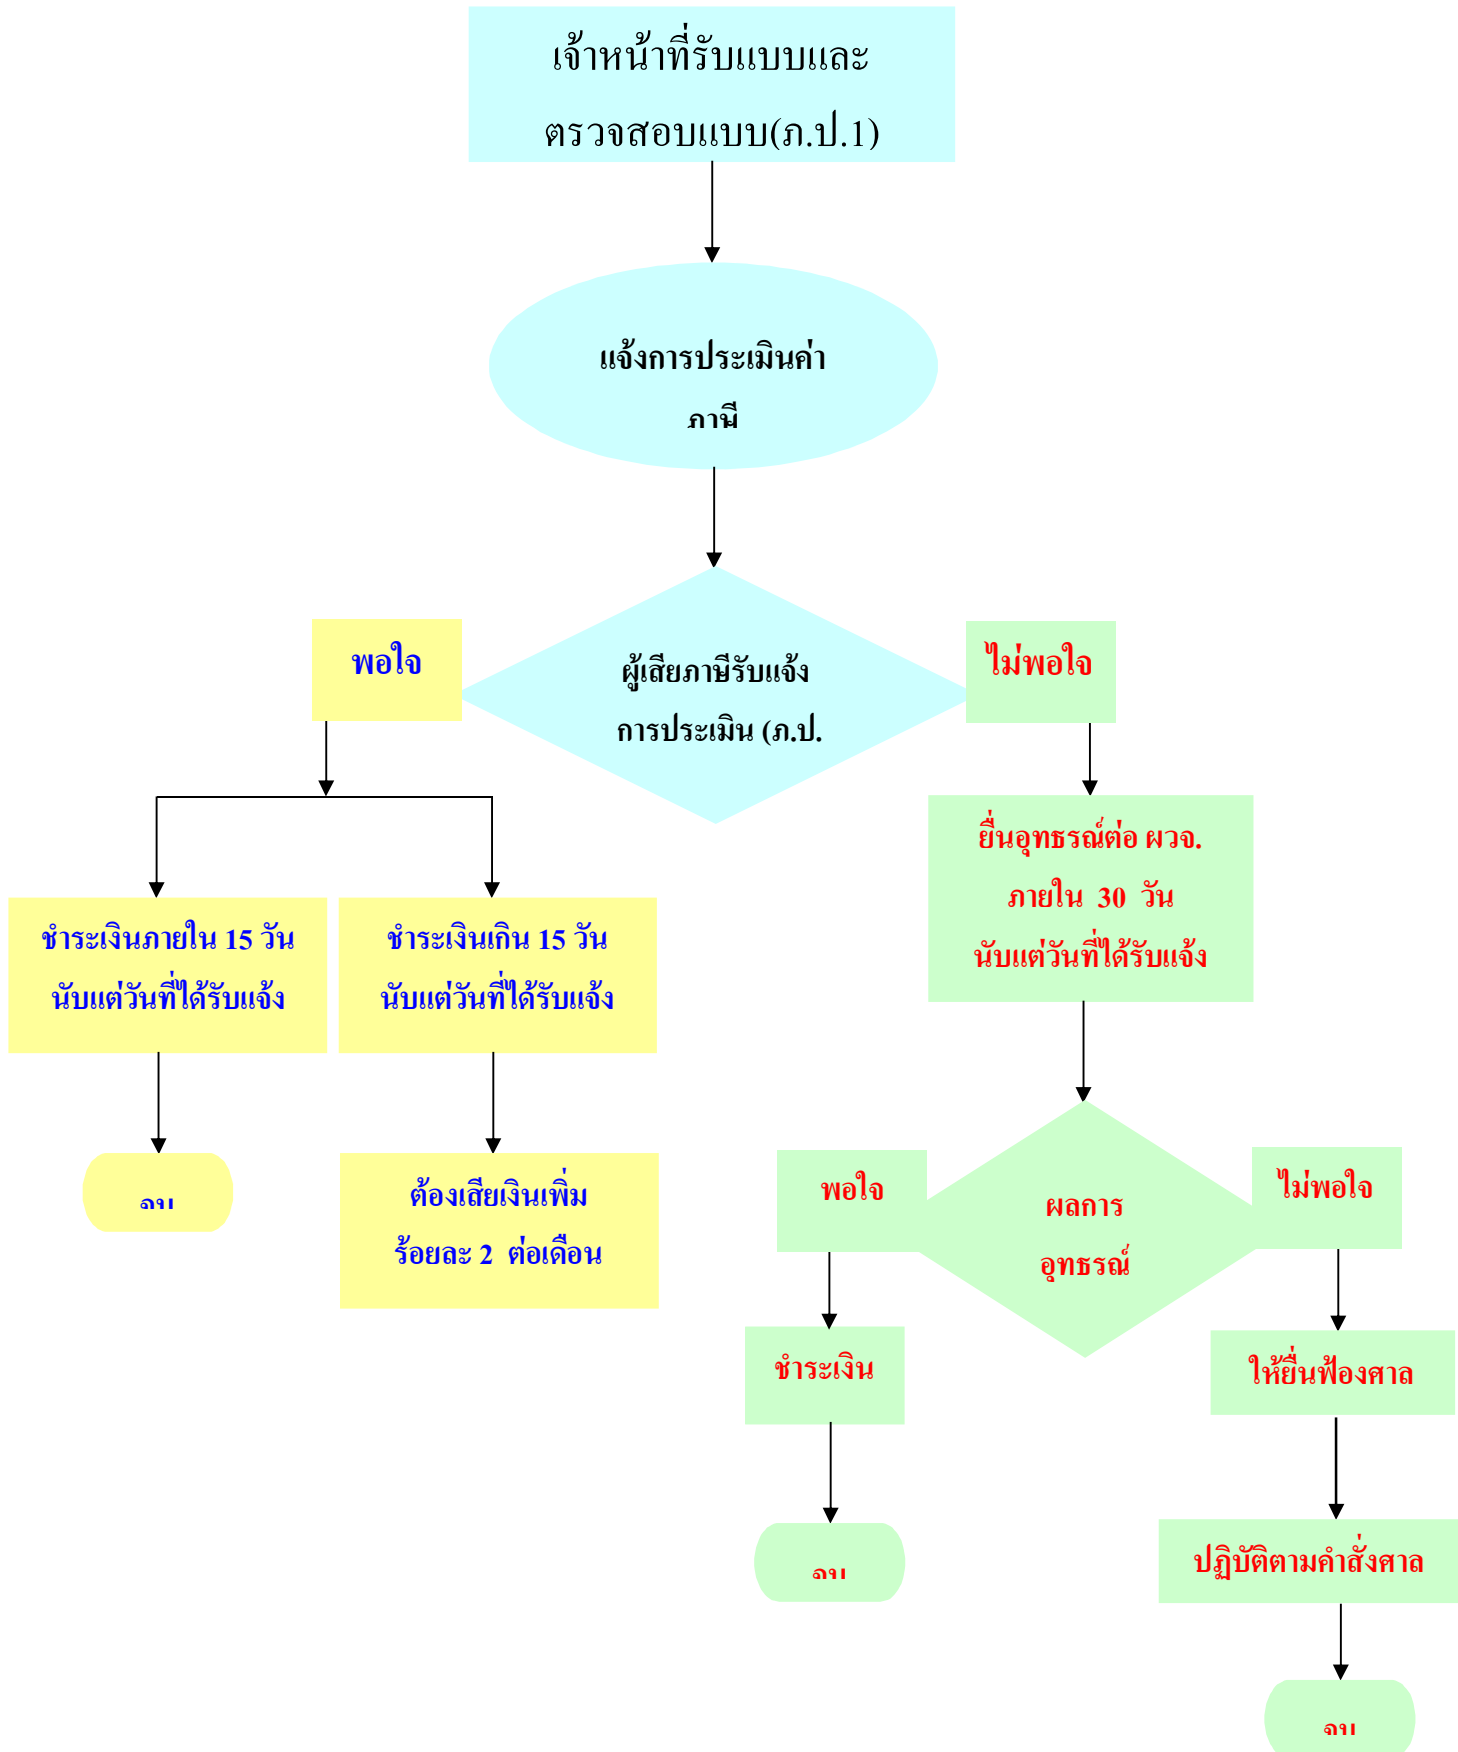 เจ้าหน้าที่รับแบบและ
ตรวจสอบแบบ(ภ.ป.1)
แจ้งการประเมินค่า
ภาษี
ผู้เสียภาษีรับแจ้ง
การประเมิน (ภ.ป.
พอใจ
ไม่พอใจ
ชำระเงินภายใน 15 วัน
นับแต่วันที่ได้รับแจ้ง
ชำระเงินเกิน 15 วัน
นับแต่วันที่ได้รับแจ้ง
จบ
ต้องเสียเงินเพิ่ม
ร้อยละ 2 ต่อเดือน
ยื่นอุทธรณ์ต่อ ผวจ.
ภายใน 30 วัน
นับแต่วันที่ได้รับแจ้ง
ผลการ
อุทธรณ์
พอใจ
ไม่พอใจ
ชำระเงิน
จบ
ให้ยื่นฟ้องศาล
ปฏิบัติตามคำสั่งศาล
จบ